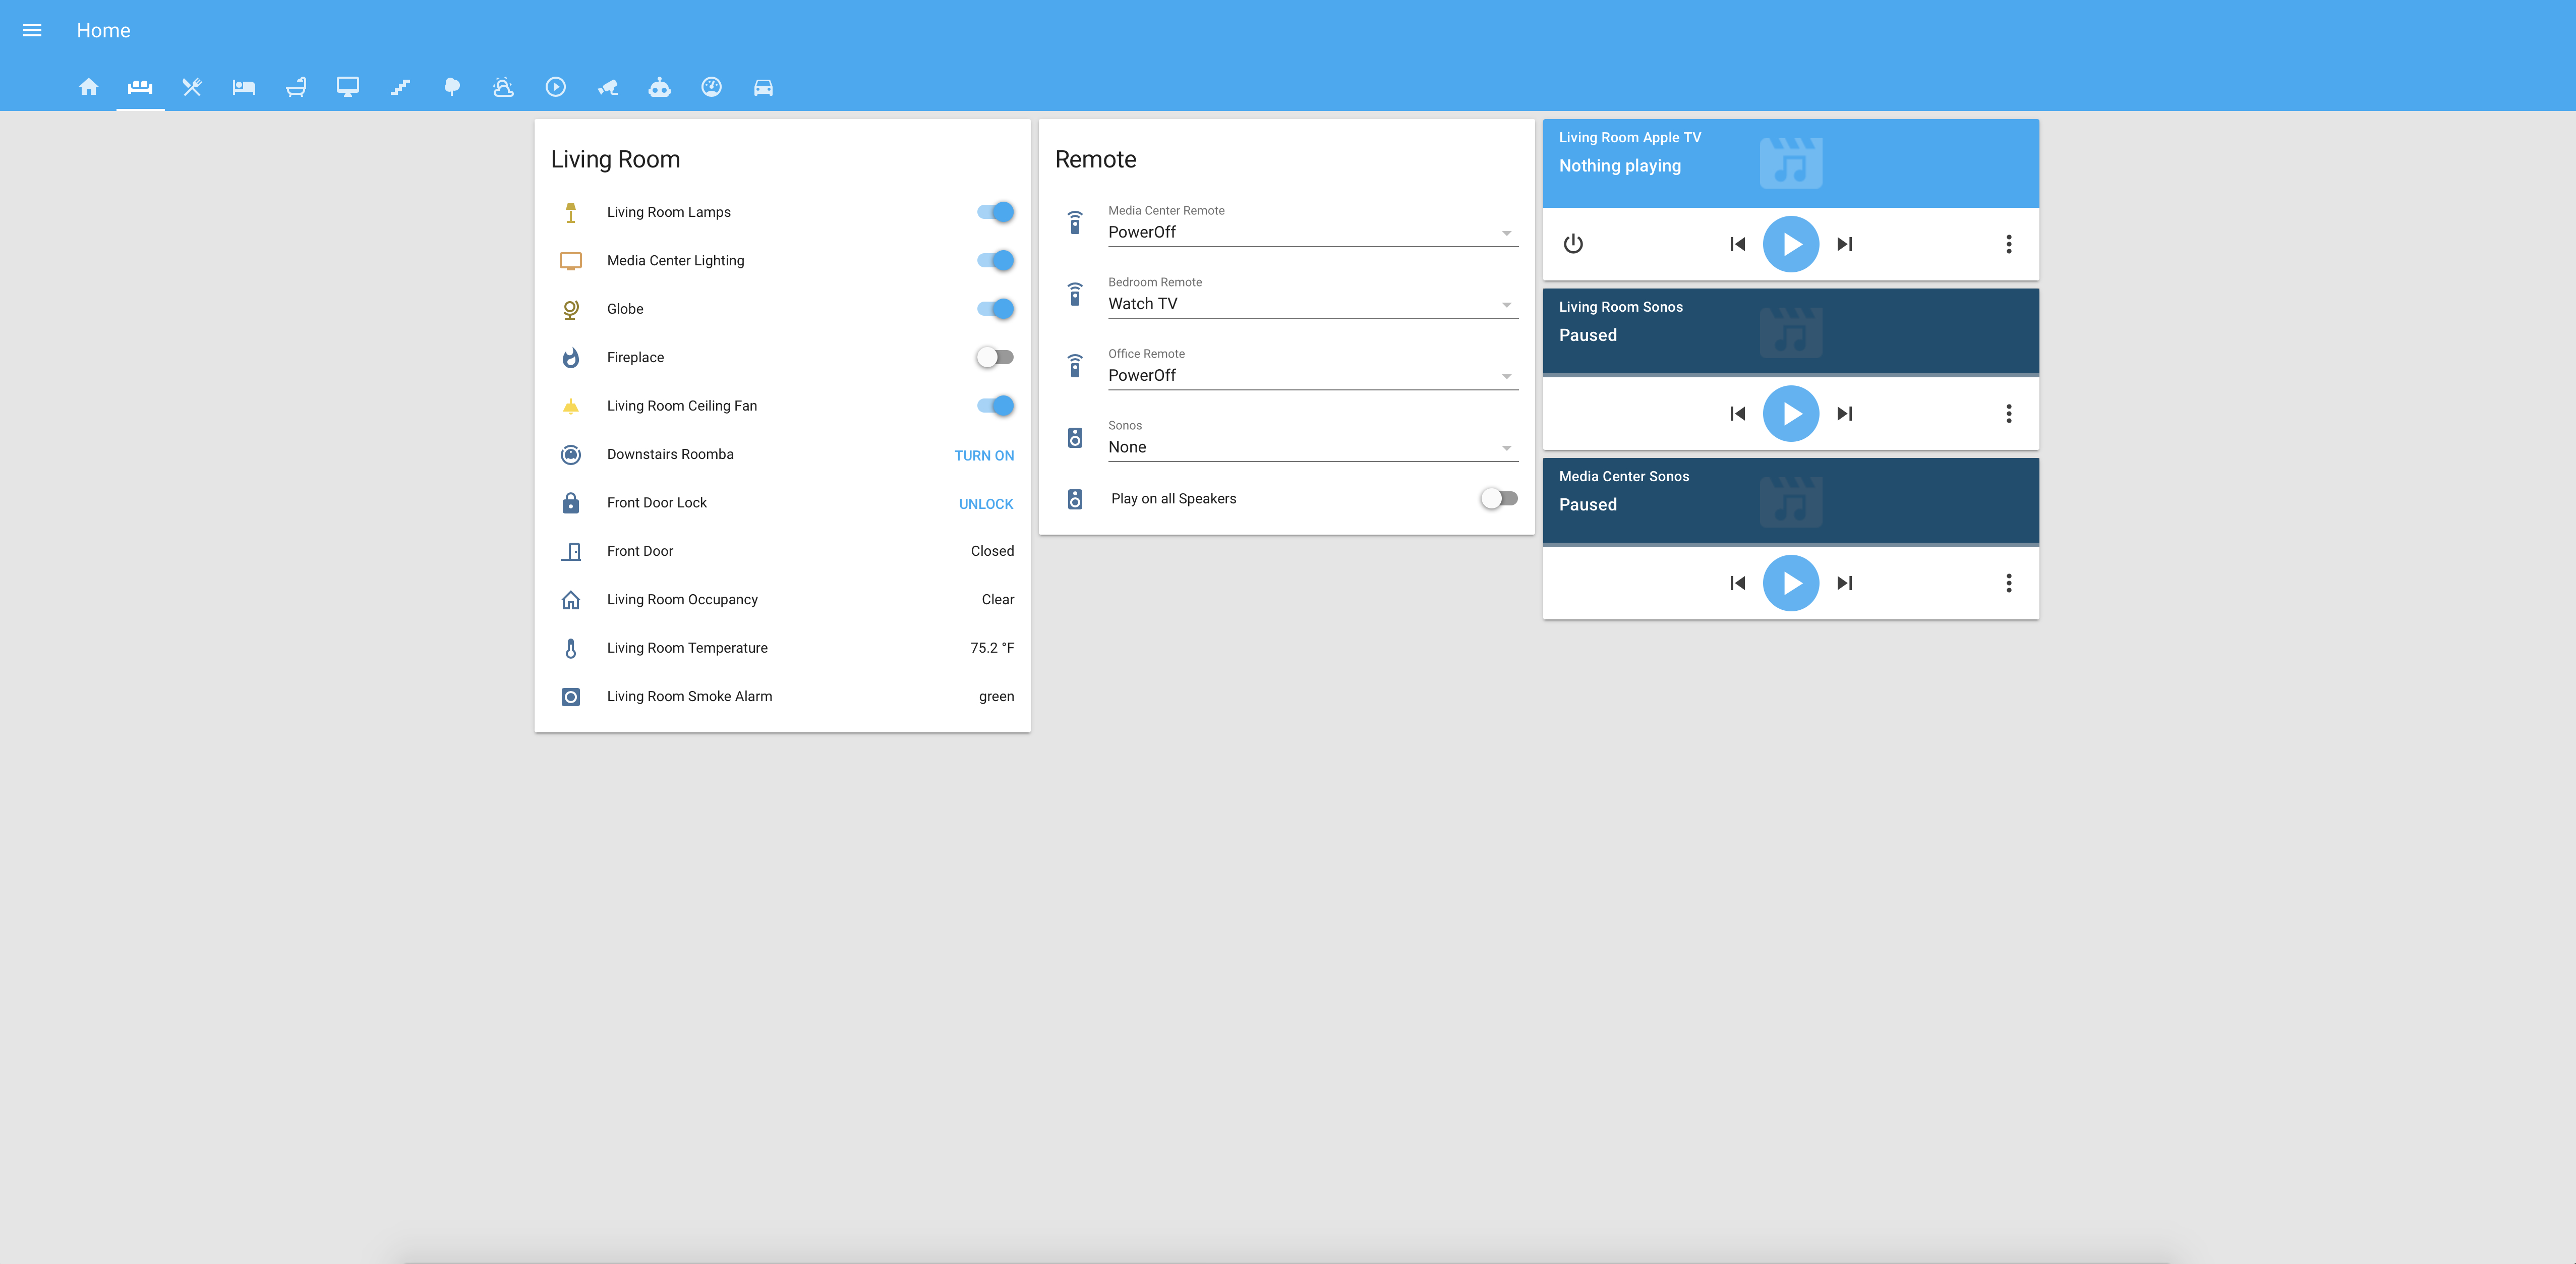 Home
Living Room
Living Room Lamps
Media Center Lighting
Globe
Fireplace
Living Room Ceiling Fan
Downstairs Roomba TURN ON
Front Door Lock UNLOCK
Front Door Closed
Living Room Occupancy Clear
Living Room Temperature 75.2 °F
Living Room Smoke Alarm green
Remote
Media Center Remote
PowerOff
Bedroom Remote
Watch TV
Office Remote
PowerOff
Sonos
None
Play on all Speakers
Living Room Apple TV
Nothing playing
Living Room Sonos
Paused
Media Center Sonos
Paused